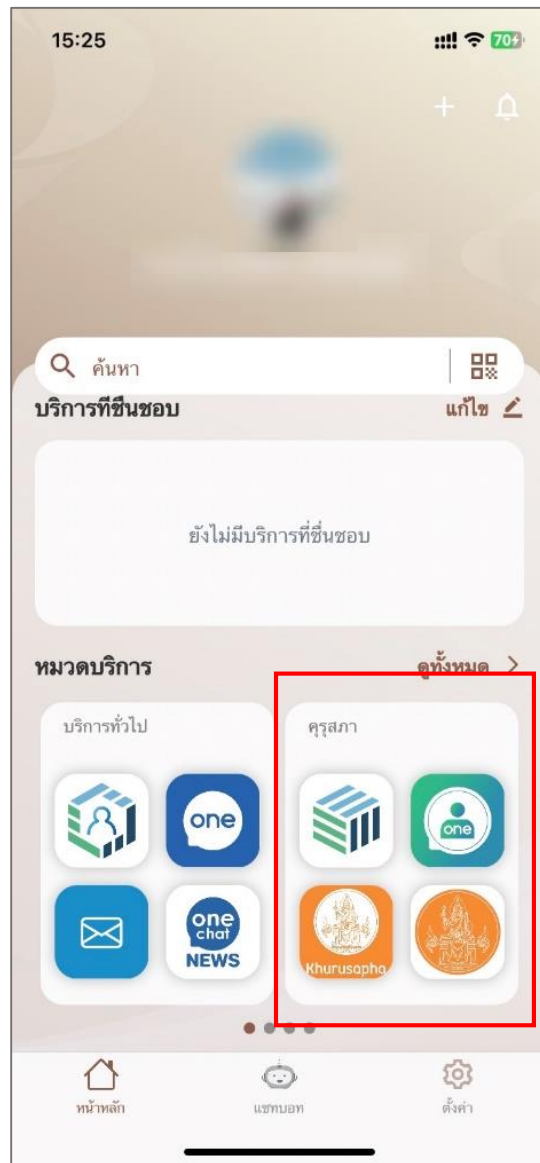 15:25
70
ค้นหา
บริการที่ชื่นชอบ
แก้ไข
ยังไม่มีบริการที่ชื่นชอบ
หมวดบริการ
ดูทั้งหมด
บริการทั่วไป
คุรุสภา
one
one
one
chat
NEWS
Khurusapha
หน้าหลัก
แชทบอท
ตั้งค่า